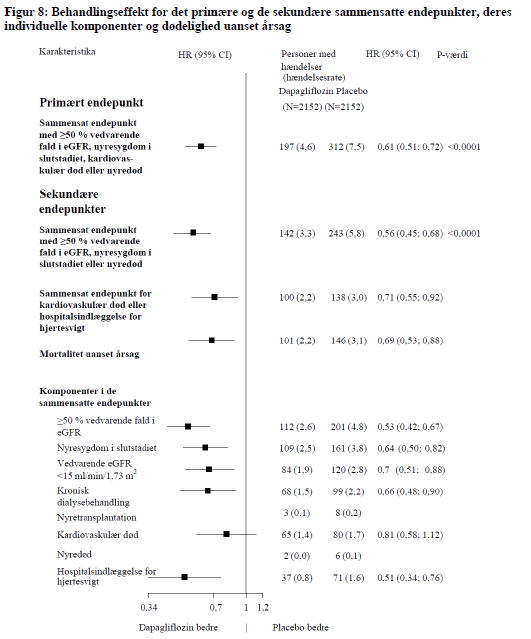 Figur 8: Behandlingseffekt for det primære og de sekundære sammensatte endepunkter, deres
individuelle komponenter og dødelighed uanset årsag
Karakteristika HR (95% CI) Personer med HR (95% CI) P-værdi
hændelser
(hændelsesrate)
Dapagliflozin Placebo
Primært endepunkt (N=2152) (N=2152)
Sammensat endepunkt
med ≥50 % vedvarende
fald i eGFR, nyresygdom i
slutstadiet, kardiovas- 197 (4,6) 312 (7,5) 0,61 (0,51; 0,72) <0,0001
kulær død eller nyredød
Sekundære
endepunkter
Sammensat endepunkt
med ≥50 % vedvarende 142 (3,3) 243 (5,8) 0,56 (0,45; 0,68) <0,0001
fald i eGFR, nyresygdom i
slutstadiet eller nyredød
Sammensat endepunkt for 100 (2,2) 138 (3,0) 0,71 (0,55; 0,92)
kardiovaskulær død eller
hospitalsindlæggelse for
hjertesvigt
101 (2,2) 146 (3,1) 0,69 (0,53; 0,88)
Mortalitet uanset årsag
Komponenter i de
sammensatte endepunkter
≥50 % vedvarende fald i 112 (2,6) 201 (4,8) 0,53 (0,42; 0,67)
eGFR
Nyresygdom i slutstadiet 109 (2,5) 161 (3,8) 0,64 (0,50; 0,82)
Vedvarende eGFR 84 (1,9) 120 (2,8) 0,7 (0,51; 0,88)
<15 ml/min/1,73 m²
Kronisk 68 (1,5) 99 (2,2) 0,66 (0,48; 0,90)
dialysebehandling
Nyretransplantation 3 (0,1) 8 (0,2)
Kardiovaskulær død 65 (1,4) 80 (1,7) 0,81 (0,58; 1,12)
Nyredød 2 (0,0) 6 (0,1)
Hospitalsindlæggelse for 37 (0,8) 71 (1,6) 0,51 (0,34; 0,76)
hjertesvigt
0,34 0,7 1 1,2
Dapagliflozin bedre | Placebo bedre